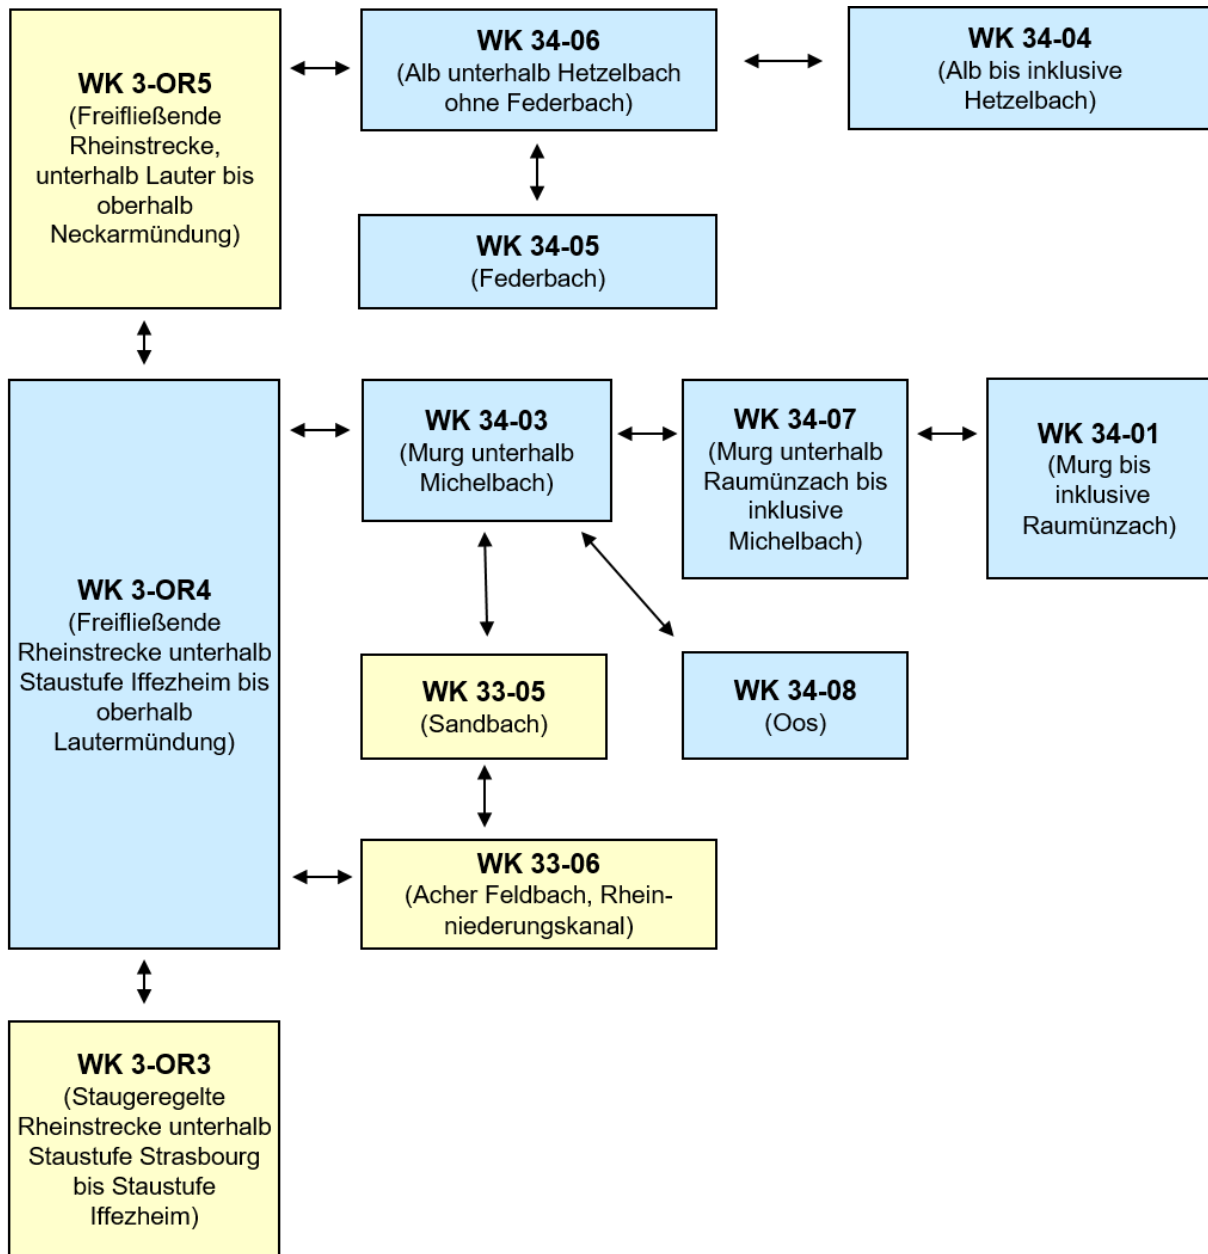 WK 3-OR5
(Freifließende
Rheinstrecke,
unterhalb Lauter bis
oberhalb
Neckarmündung)
WK 34-06
(Alb unterhalb Hetzelbach
ohne Federbach)
WK 34-04
(Alb bis inklusive
Hetzelbach)
WK 34-05
(Federbach)
WK 3-OR4
(Freifließende
Rheinstrecke unterhalb
Staustufe Iffezheim bis
oberhalb
Lautermündung)
WK 34-03
(Murg unterhalb
Michelbach)
WK 34-07
(Murg unterhalb
Raumünzach bis
inklusive
Michelbach)
WK 34-01
(Murg bis
inklusive
Raumünzach)
WK 33-05
(Sandbach)
WK 34-08
(Oos)
WK 33-06
(Acher Feldbach, Rhein-
niederungskanal)
WK 3-OR3
(Staugeregelte
Rheinstrecke unterhalb
Staustufe Strasbourg
bis Staustufe
Iffezheim)